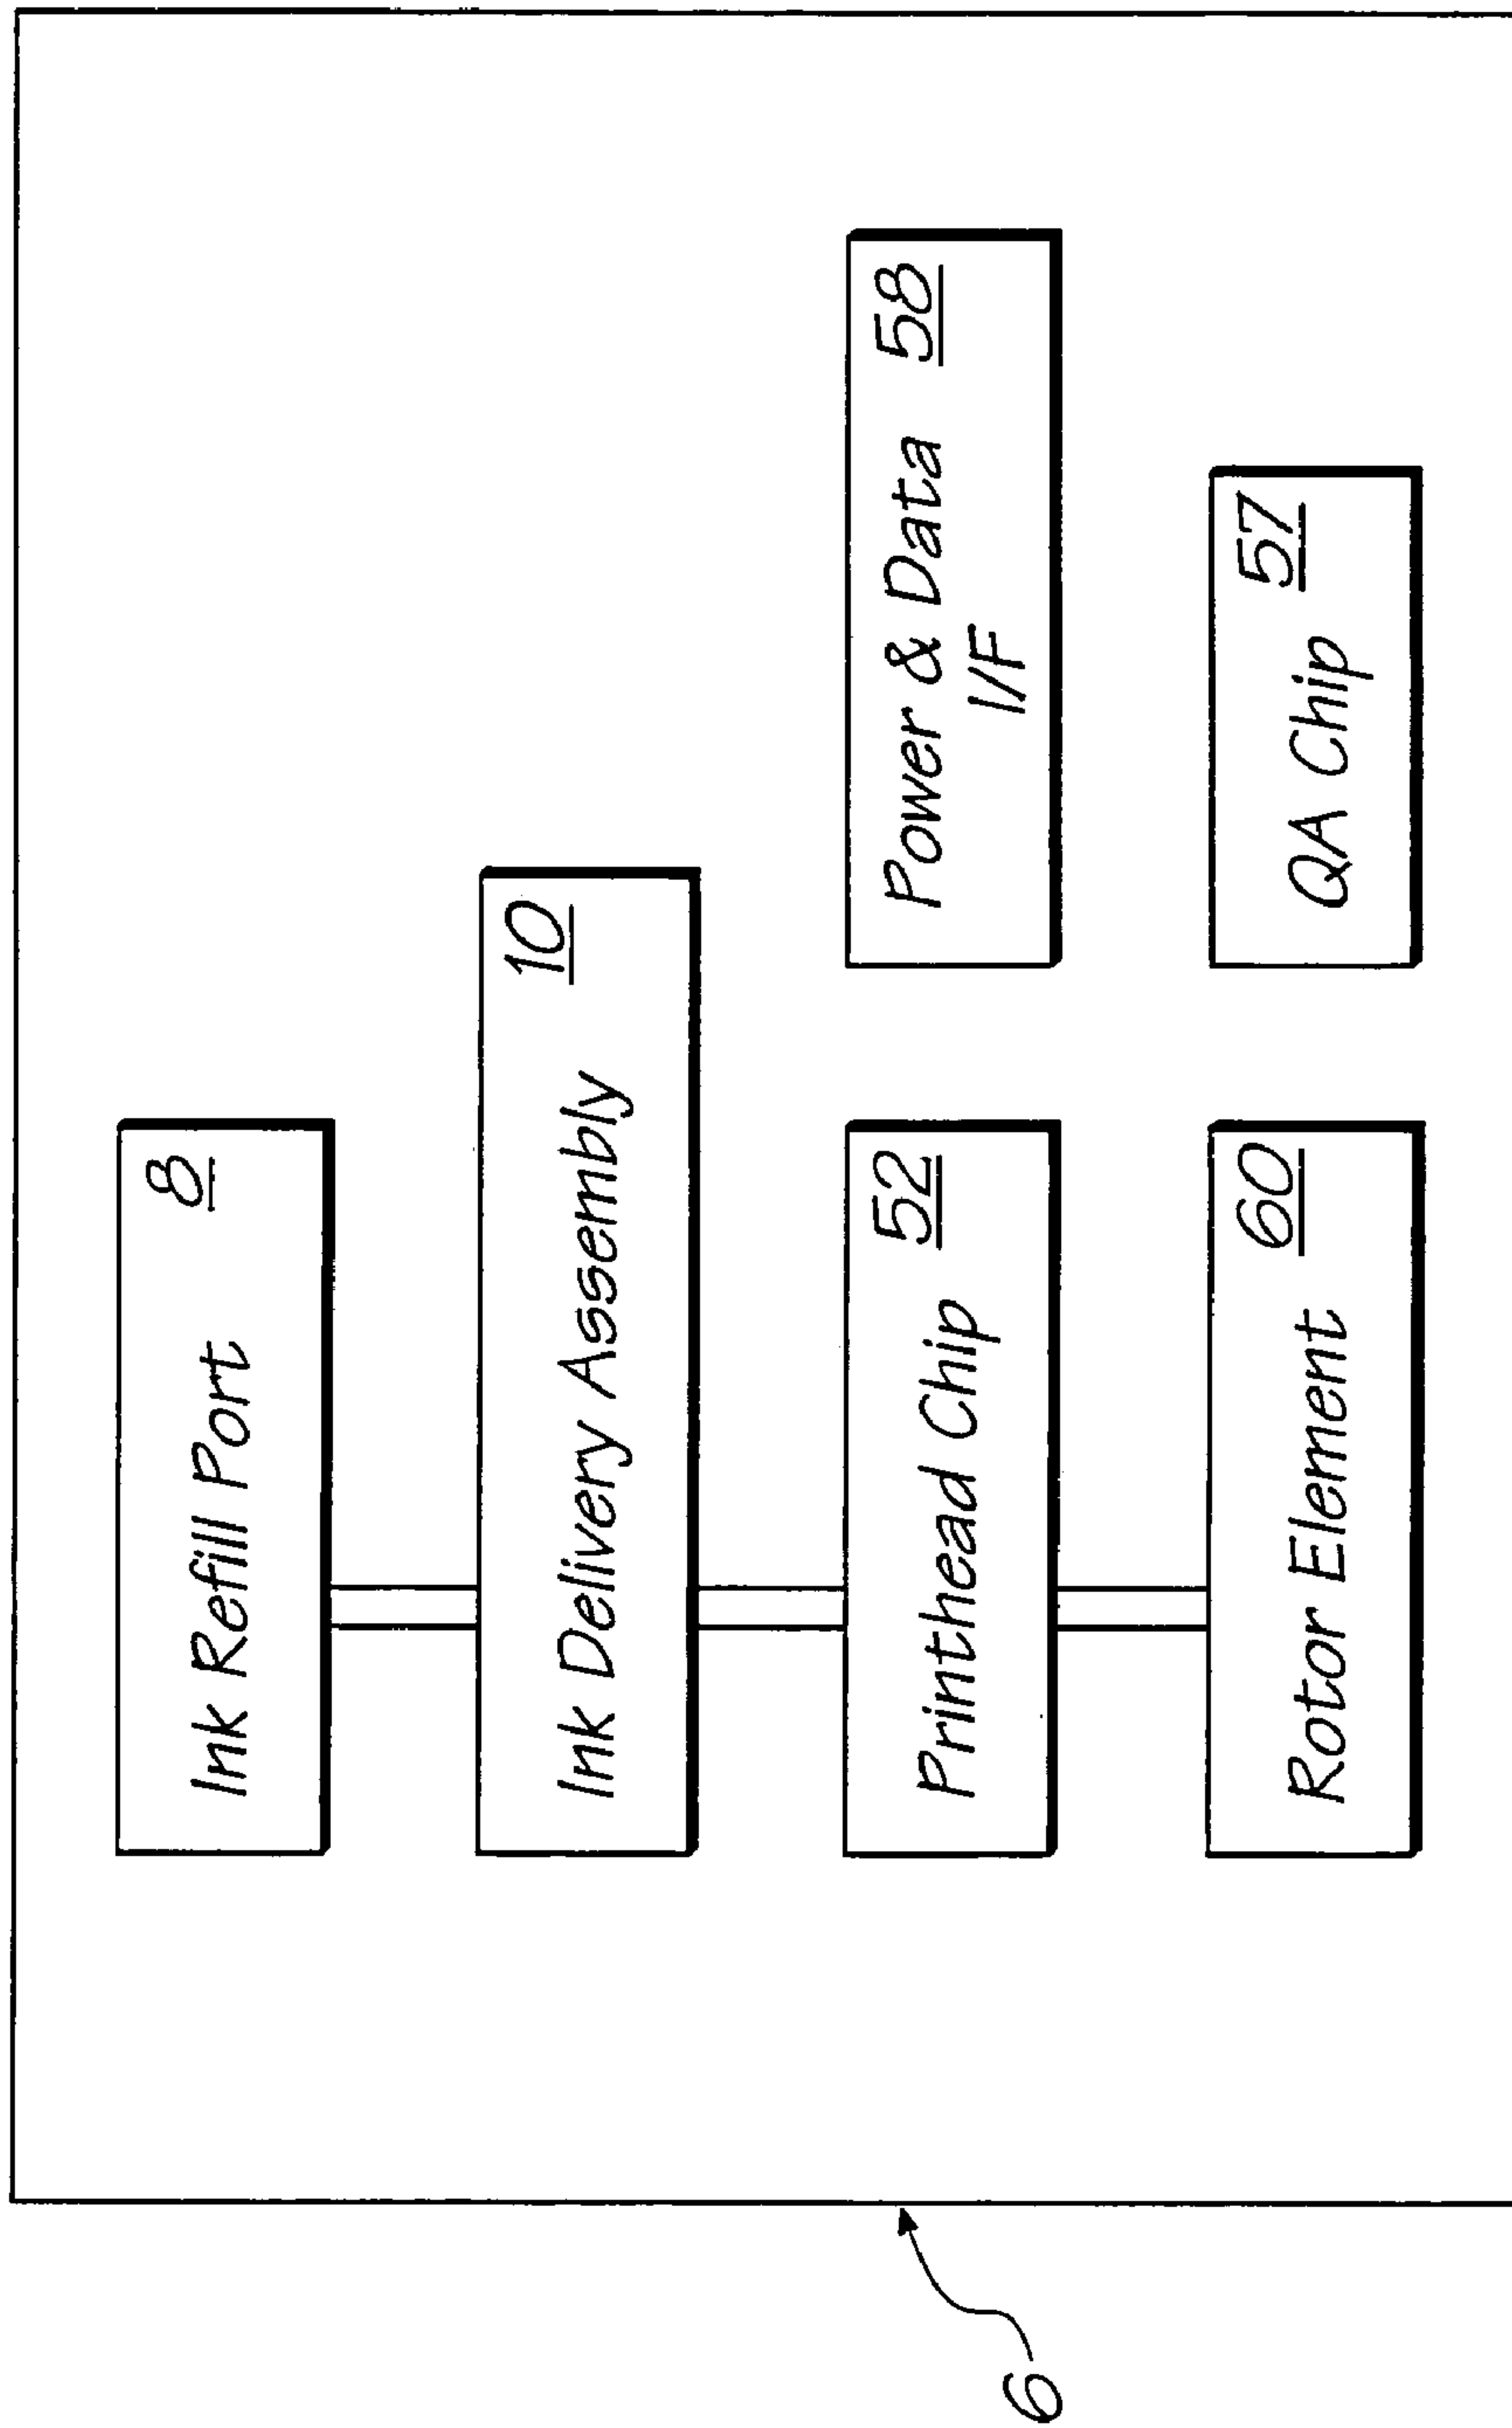 Ink Refill Port 8
Ink Delivery Assembly 10
Printhead Chip 52
Power & Data 58
I/F
Rotor Element 60
QA Chip 57
6